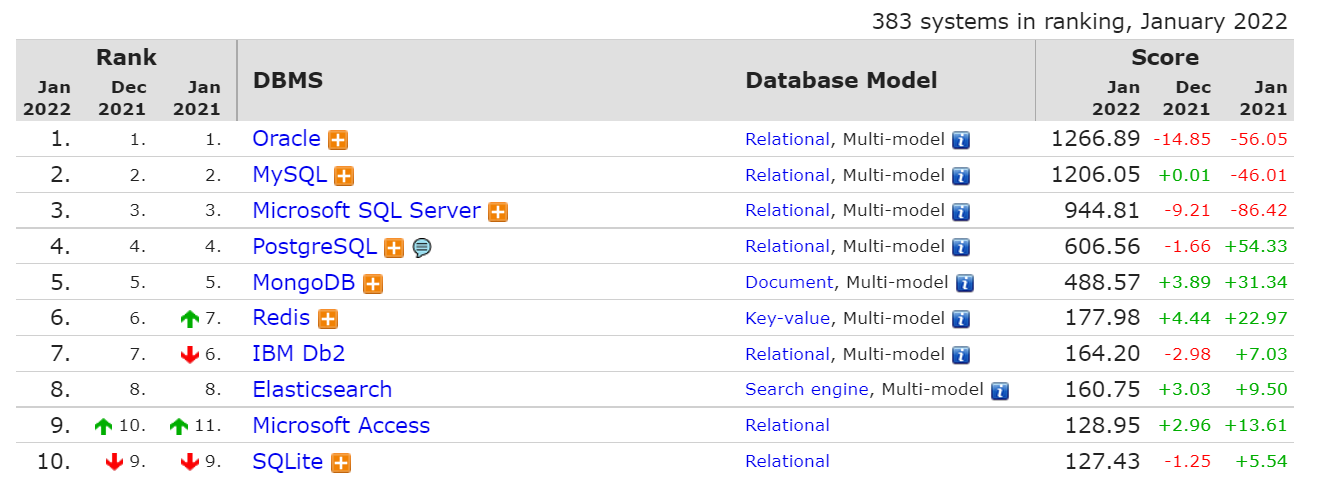 383 systems in ranking, January 2022
Rank DBMS Database Model Score
Jan 2022 Dec 2021 Jan 2021 Jan 2022 Dec 2021 Jan 2021
1. 1. 1. Oracle Relational, Multi-model 1266.89 -14.85 -56.05
2. 2. 2. MySQL Relational, Multi-model 1206.05 +0.01 -46.01
3. 3. 3. Microsoft SQL Server Relational, Multi-model 944.81 -9.21 -86.42
4. 4. 4. PostgreSQL Relational, Multi-model 606.56 -1.66 +54.33
5. 5. 5. MongoDB Document, Multi-model 488.57 +3.89 +31.34
6. 6. 7. Redis Key-value, Multi-model 177.98 +4.44 +22.97
7. 7. 6. IBM Db2 Relational, Multi-model 164.20 -2.98 +7.03
8. 8. 8. Elasticsearch Search engine, Multi-model 160.75 +3.03 +9.50
9. 10. 11. Microsoft Access Relational 128.95 +2.96 +13.61
10. 9. 9. SQLite Relational 127.43 -1.25 +5.54